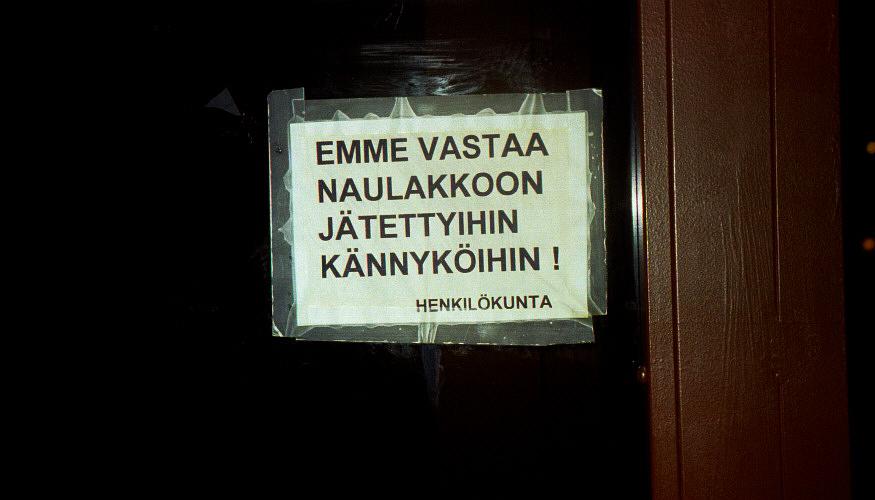 EMME VASTAA
NAULAKKOON
JÄTETTYIHIN
KÄNNYKÖIHIN !
HENKILÖKUNTA